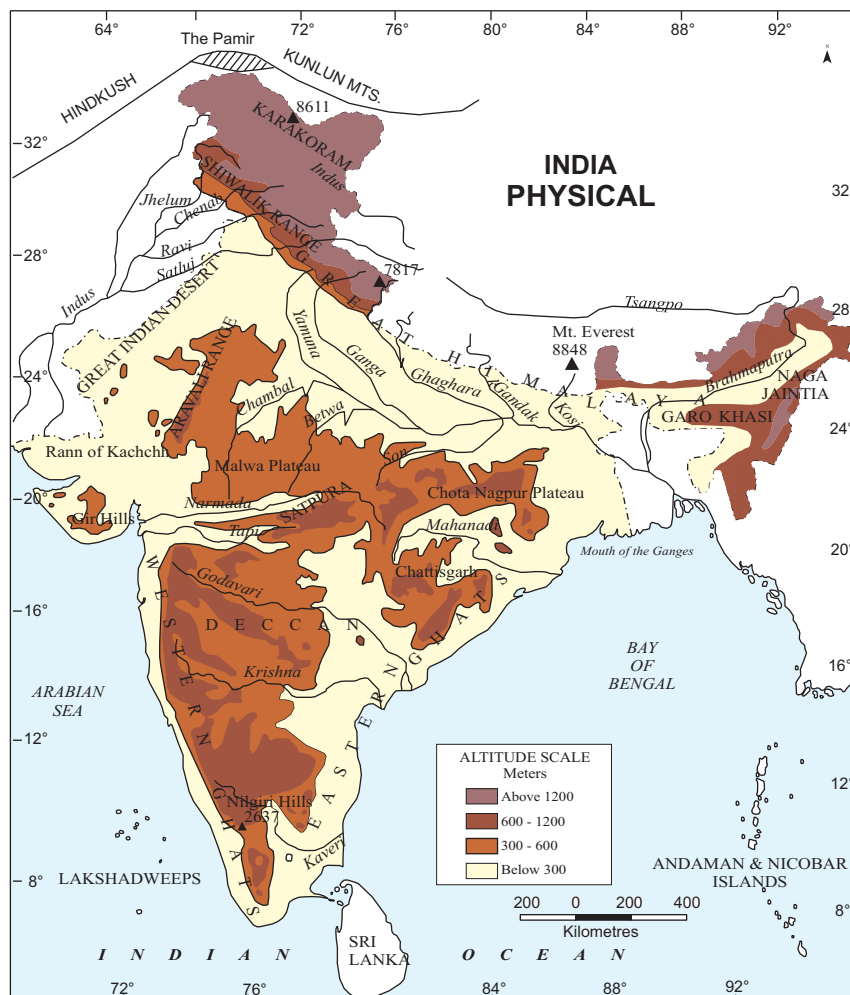 64° 68° 72° 76° 80° 84° 88° 92°
The Pamir
KUNLUN MTS.
HINDKUSH
8611
KARAKORAM
32°
Indus
INDIA
PHYSICAL
SHIWALIK RANGE
Jhelum
Chenab
32
Ravi
Satluj
28°
7817
GREAT HIMALAYA
Tsangpo
Indus
GREAT INDIAN DESERT
Yamuna
Ganga
Ghaghara
Mt. Everest
8848
28°
Brahmaputra
24°
ARAVALI RANGE
Chambal
Betwa
Gandak
Kosi
NAGA
JAINTIA
GARO KHASI
24°
Rann of Kachchh
Malwa Plateau
Son
Chota Nagpur Plateau
20°
Narmada
SATPURA
Gir Hills
Tapi
Mahanadi
Mouth of the Ganges
20°
Chattisgarh
WESTERN GHATS
Godavari
16°
DECCAN
EASTERN GHATS
Krishna
BAY
OF
BENGAL
16°
ARABIAN
SEA
12°
ALTITUDE SCALE
Meters
Above 1200
600 - 1200
300 - 600
Below 300
12°
Nilgiri Hills
2637
Kaveri
LAKSHADWEEPS
ANDAMAN & NICOBAR
ISLANDS
8°
8°
200 0 200 400
Kilometres
SRI
LANKA
INDIAN OCEAN
72° 76° 80° 84° 88° 92°